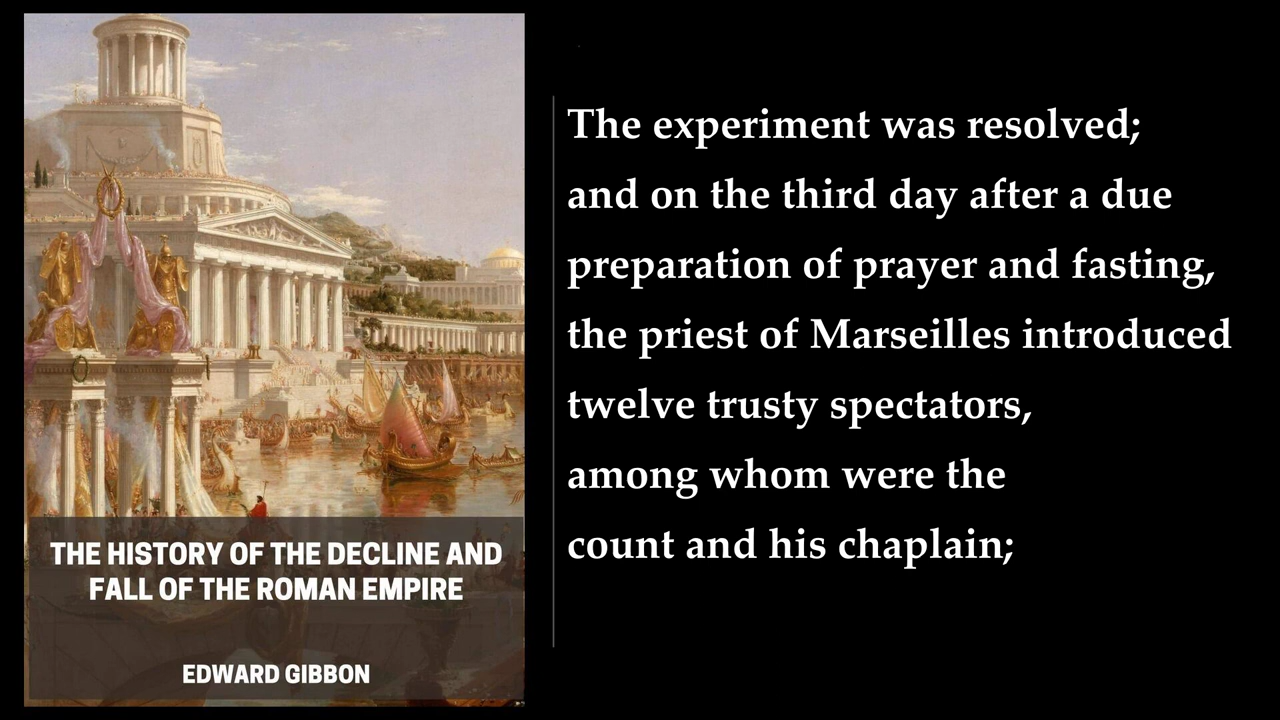 THE HISTORY OF THE DECLINE AND
FALL OF THE ROMAN EMPIRE
EDWARD GIBBON
The experiment was resolved;
and on the third day after a due
preparation of prayer and fasting,
the priest of Marseilles introduced
twelve trusty spectators,
among whom were the
count and his chaplain;